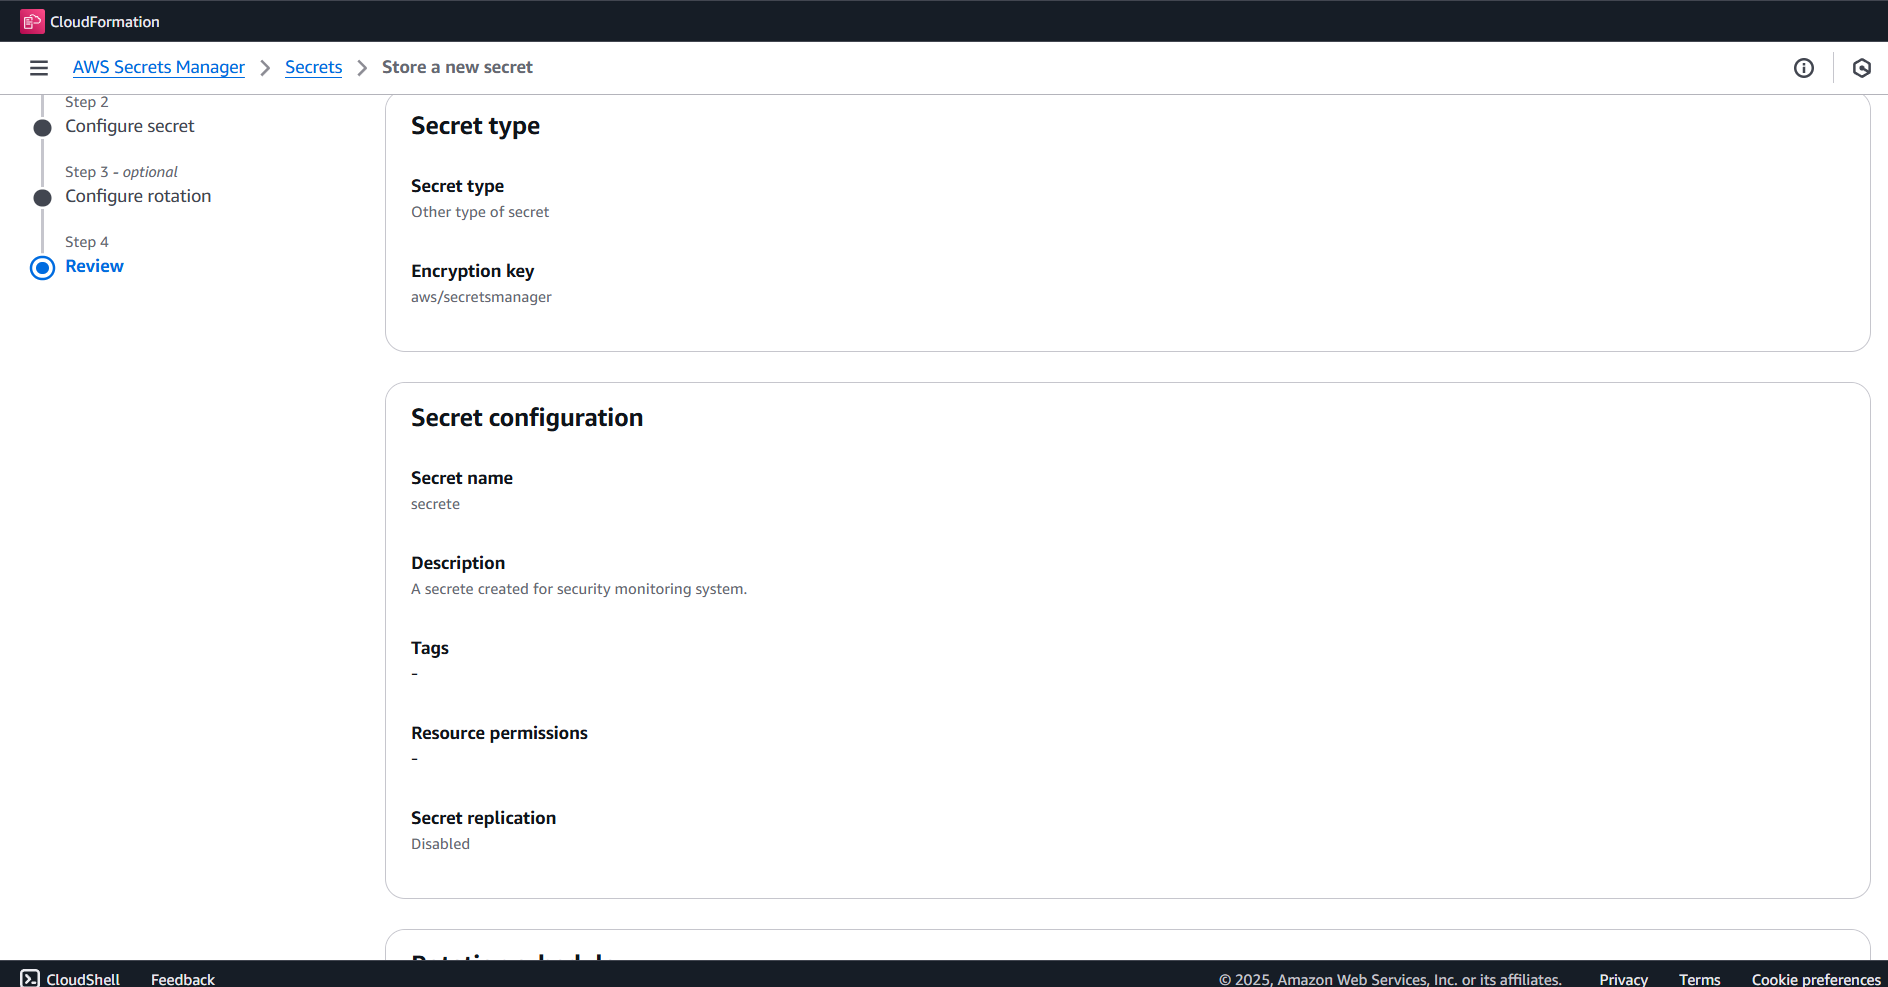 CloudFormation
AWS Secrets Manager > Secrets > Store a new secret
Step 2
Configure secret
Step 3 - optional
Configure rotation
Step 4
Review
Secret type
Secret type
Other type of secret
Encryption key
aws/secretsmanager
Secret configuration
Secret name
secrete
Description
A secrete created for security monitoring system.
Tags
-
Resource permissions
-
Secret replication
Disabled
CloudShell Feedback © 2025, Amazon Web Services, Inc. or its affiliates. Privacy Terms Cookie preferences